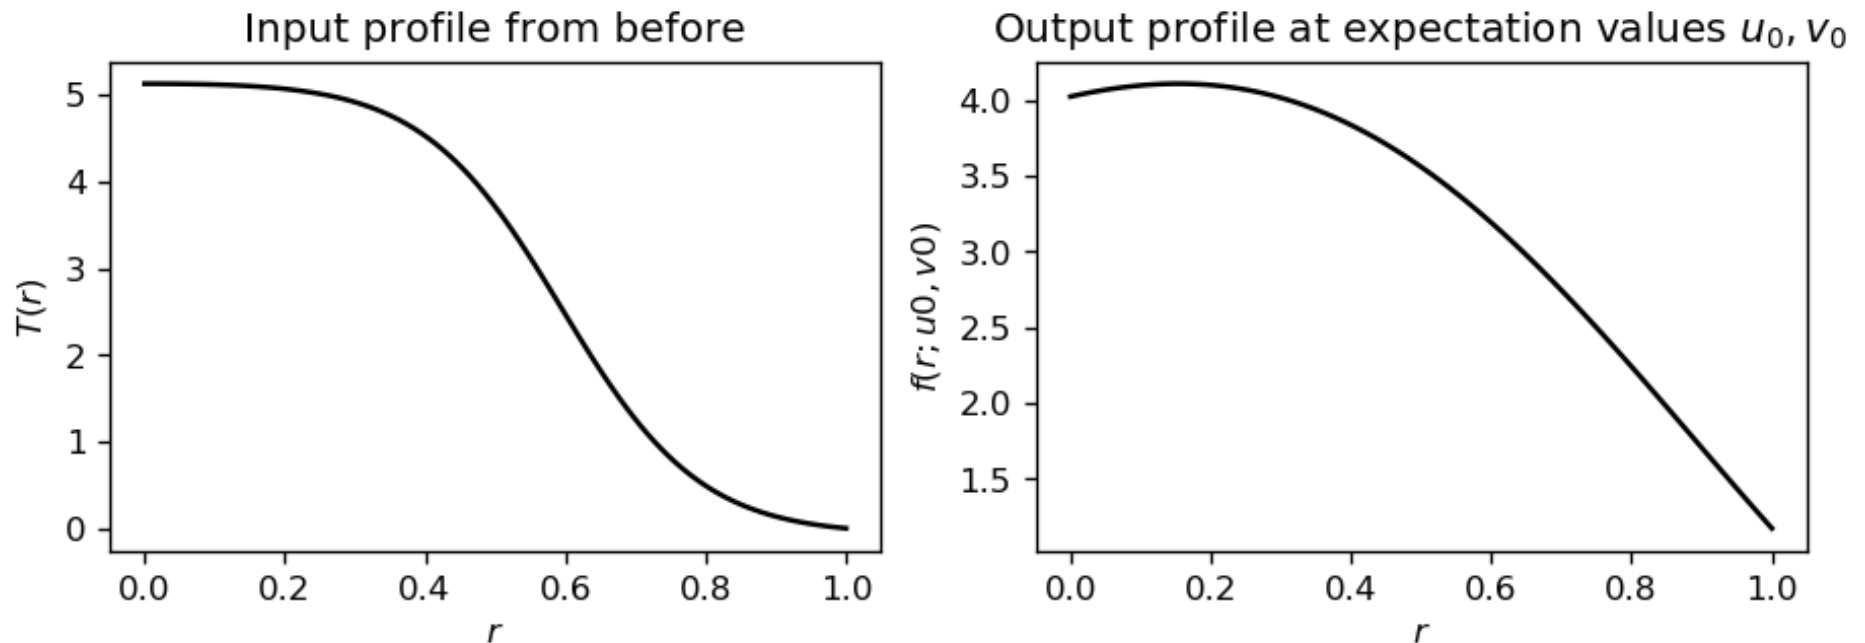 Input profile from before
T(r)
5
4
3
2
1
0
0.0 0.2 0.4 0.6 0.8 1.0
r
Output profile at expectation values u₀, v₀
f(r; u0, v0)
4.0
3.5
3.0
2.5
2.0
1.5
0.0 0.2 0.4 0.6 0.8 1.0
r